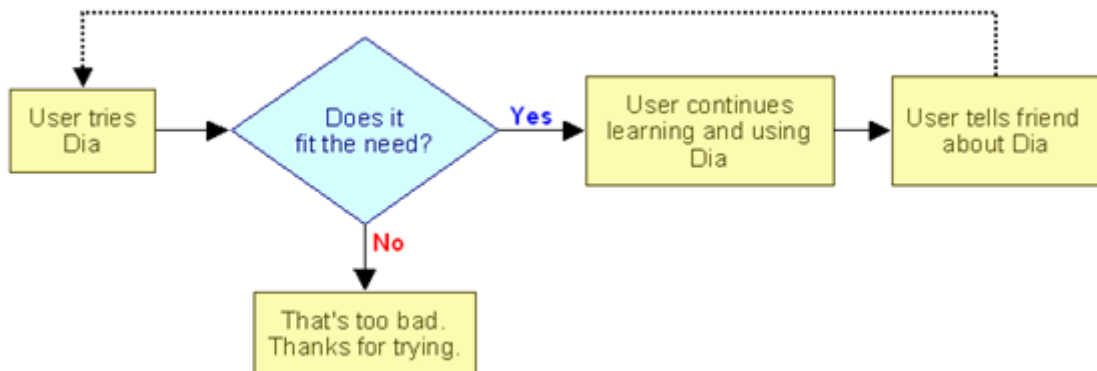 User tries
Dia
Does it
fit the need?
Yes
User continues
learning and using
Dia
User tells friend
about Dia
No
That's too bad.
Thanks for trying.